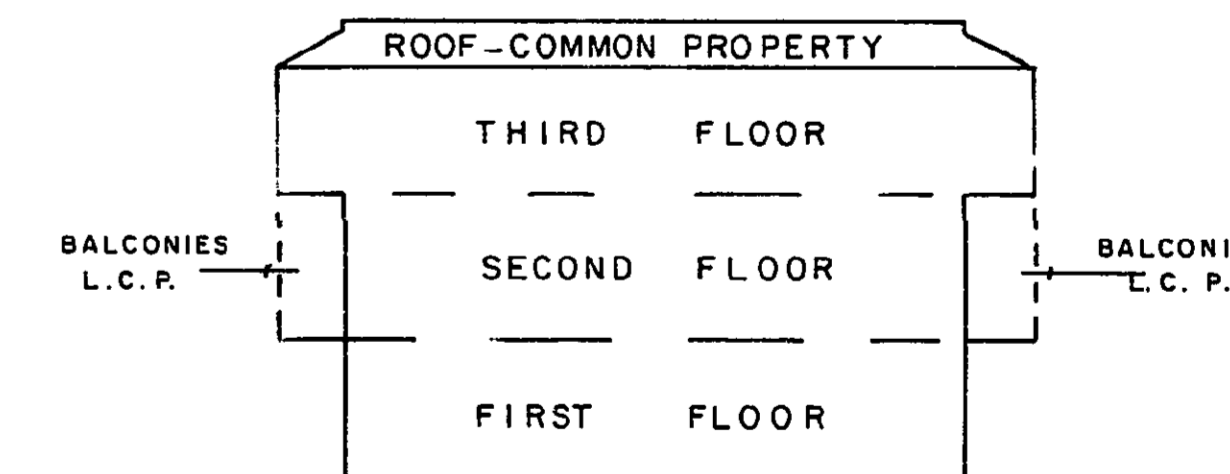 ROOF-COMMON PROPERTY
THIRD FLOOR
BALCONIES
L.C.P.
SECOND FLOOR
BALCONI
L.C. P.
FIRST FLOOR